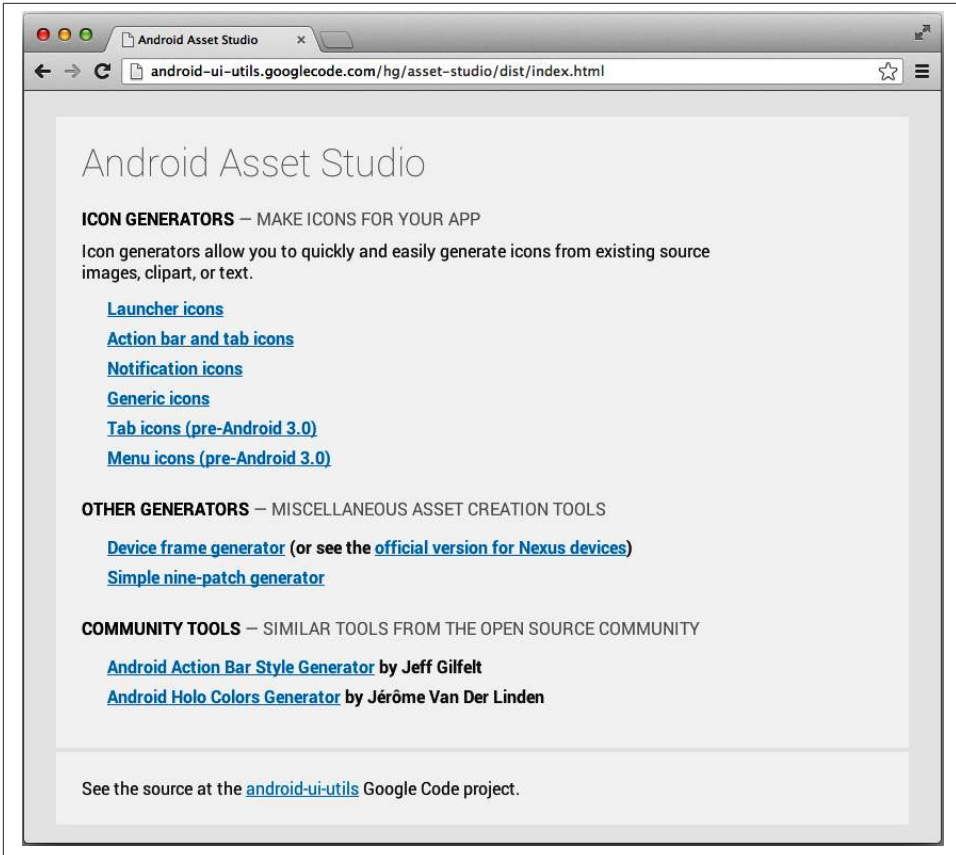 Android Asset Studio
android-ui-utils.googlecode.com/hg/asset-studio/dist/index.html
Android Asset Studio
ICON GENERATORS — MAKE ICONS FOR YOUR APP
Icon generators allow you to quickly and easily generate icons from existing source
images, clipart, or text.
Launcher icons
Action bar and tab icons
Notification icons
Generic icons
Tab icons (pre-Android 3.0)
Menu icons (pre-Android 3.0)
OTHER GENERATORS — MISCELLANEOUS ASSET CREATION TOOLS
Device frame generator (or see the official version for Nexus devices)
Simple nine-patch generator
COMMUNITY TOOLS — SIMILAR TOOLS FROM THE OPEN SOURCE COMMUNITY
Android Action Bar Style Generator by Jeff Gilfelt
Android Holo Colors Generator by Jérôme Van Der Linden
See the source at the android-ui-utils Google Code project.